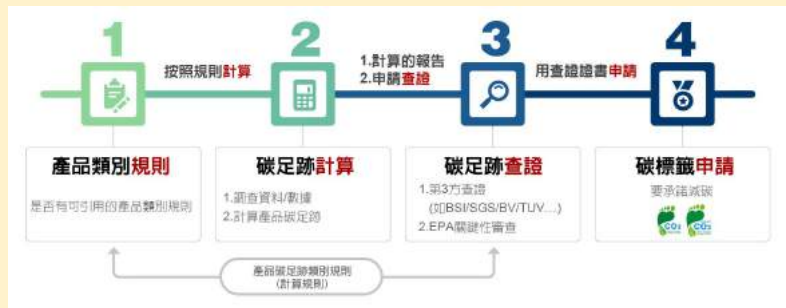 1
2
3
4
按照規則計算
1.計算的報告
2.申請查證
用查證證書申請
產品類別規則
是否有可引用的產品類別規則
碳足跡計算
1.調查資料/數據
2.計算產品碳足跡
碳足跡查證
1.第3方查證
(如BSI/SGS/BV/TUV....)
2.EPA關鍵性審查
碳標籤申請
要承諾減碳
CO2
CO2
產品碳足跡類別規則
(計算規則)